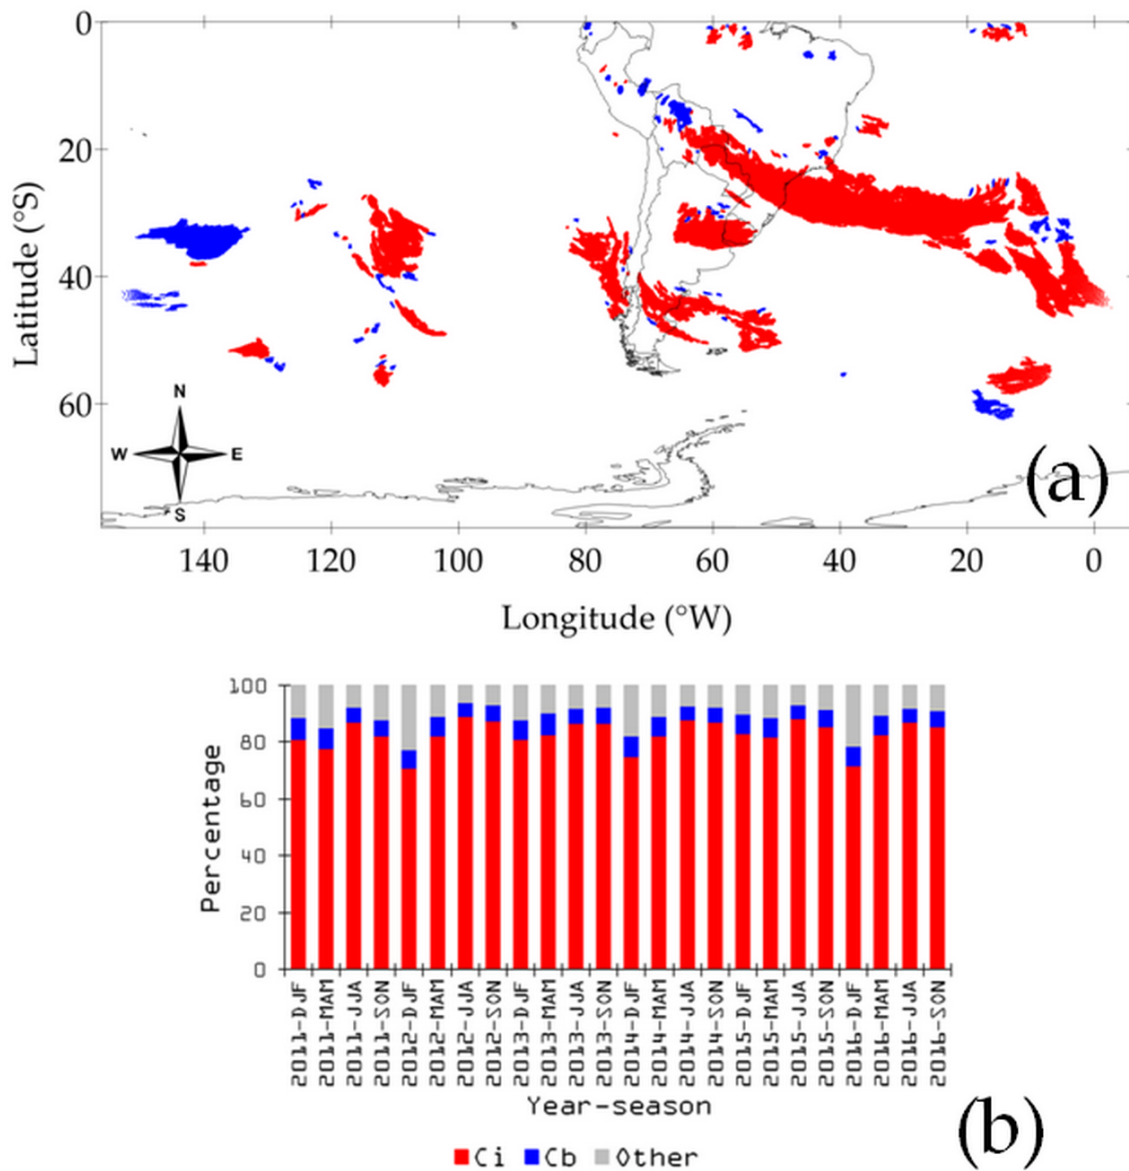 (a)
0
20
40
60
Latitude (°S)
N
W E
S
140 120 100 80 60 40 20 0
Longitude (°W)
100
80
60
40
20
0
Percentage
2011-DJF
2011-MAM
2011-JJA
2011-SON
2012-DJF
2012-MAM
2012-JJA
2012-SON
2013-DJF
2013-MAM
2013-JJA
2013-SON
2014-DJF
2014-MAM
2014-JJA
2014-SON
2015-DJF
2015-MAM
2015-JJA
2015-SON
2016-DJF
2016-MAM
2016-JJA
2016-SON
Year-season
(b)
Ci Cb Other